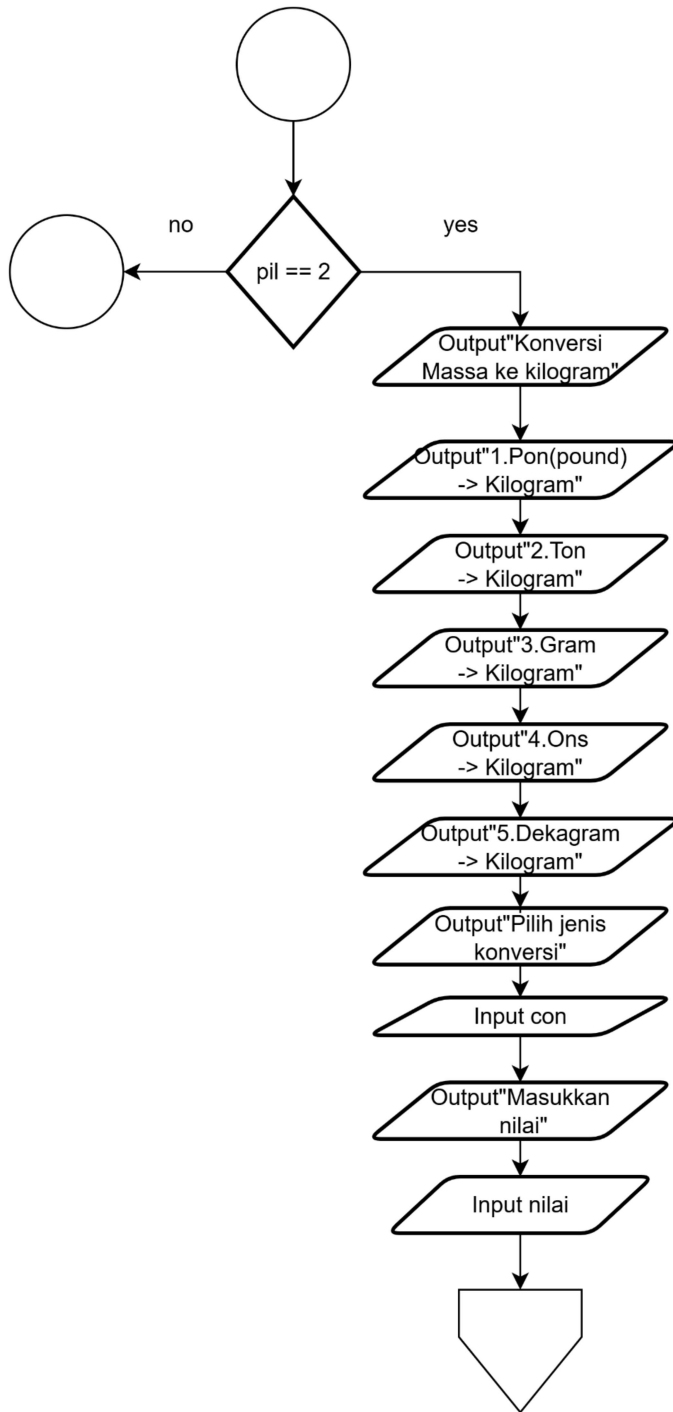 no
yes
pil == 2
Output"Konversi
Massa ke kilogram"
Output"1.Pon(pound)
-> Kilogram"
Output"2.Ton
-> Kilogram"
Output"3.Gram
-> Kilogram"
Output"4.Ons
-> Kilogram"
Output"5.Dekagram
-> Kilogram"
Output"Pilih jenis
konversi"
Input con
Output"Masukkan
nilai"
Input nilai